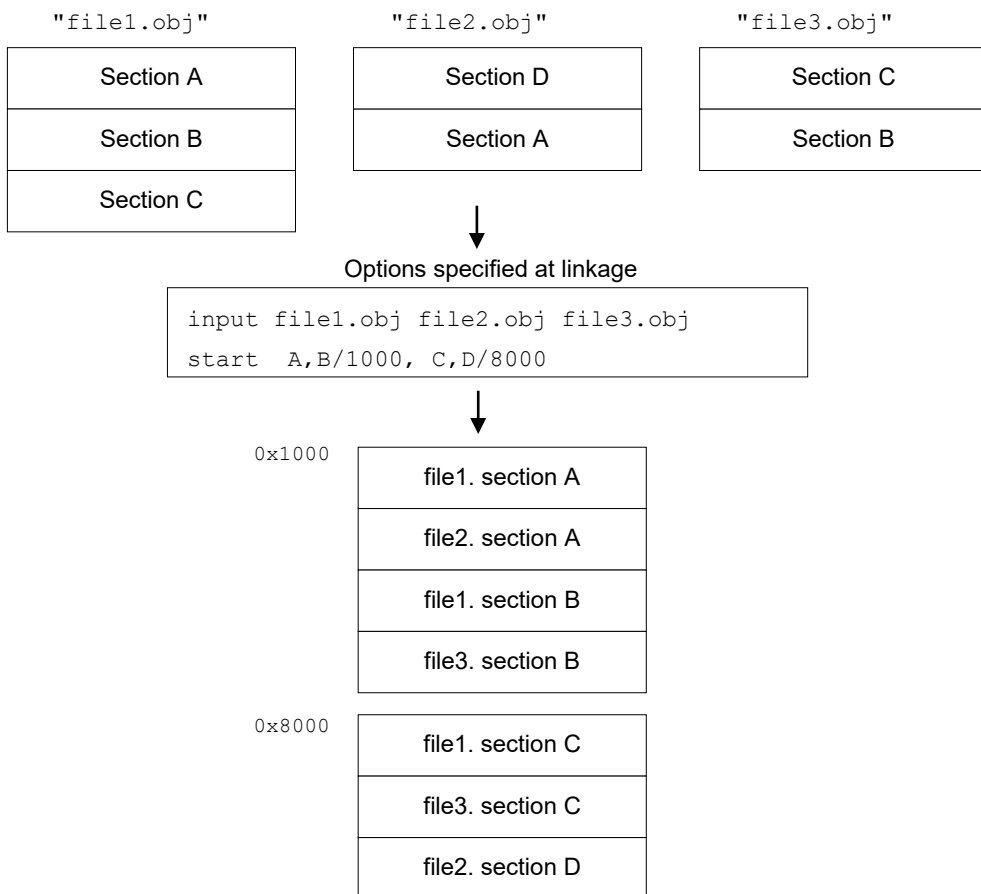 "file1.obj" "file2.obj" "file3.obj"
Section A Section D Section C
Section B Section A Section B
Section C
Options specified at linkage
input file1.obj file2.obj file3.obj
start A,B/1000, C,D/8000
0x1000 file1. section A
file2. section A
file1. section B
file3. section B
0x8000 file1. section C
file3. section C
file2. section D